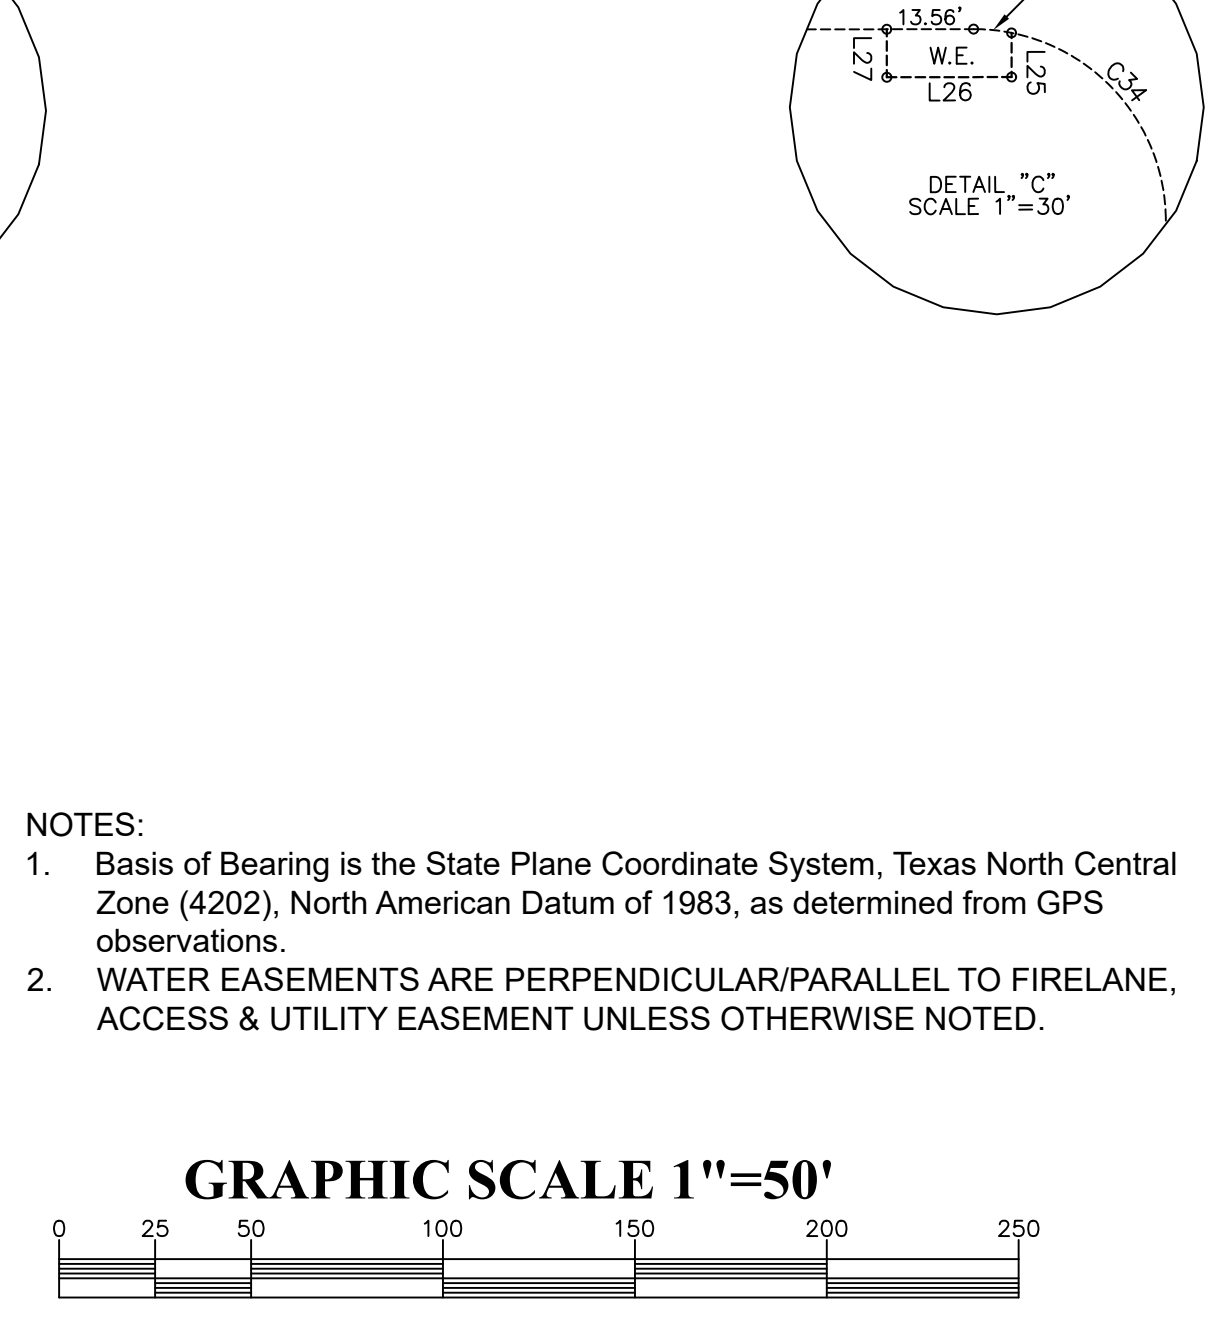 13.56’
L27
W.E.
L25
L26
C34
DETAIL ”C”
SCALE 1”=30’
NOTES:
1. Basis of Bearing is the State Plane Coordinate System, Texas North Central
Zone (4202), North American Datum of 1983, as determined from GPS
observations.
2. WATER EASEMENTS ARE PERPENDICULAR/PARALLEL TO FIRELANE,
ACCESS & UTILITY EASEMENT UNLESS OTHERWISE NOTED.
GRAPHIC SCALE 1"=50'
0 25 50 100 150 200 250